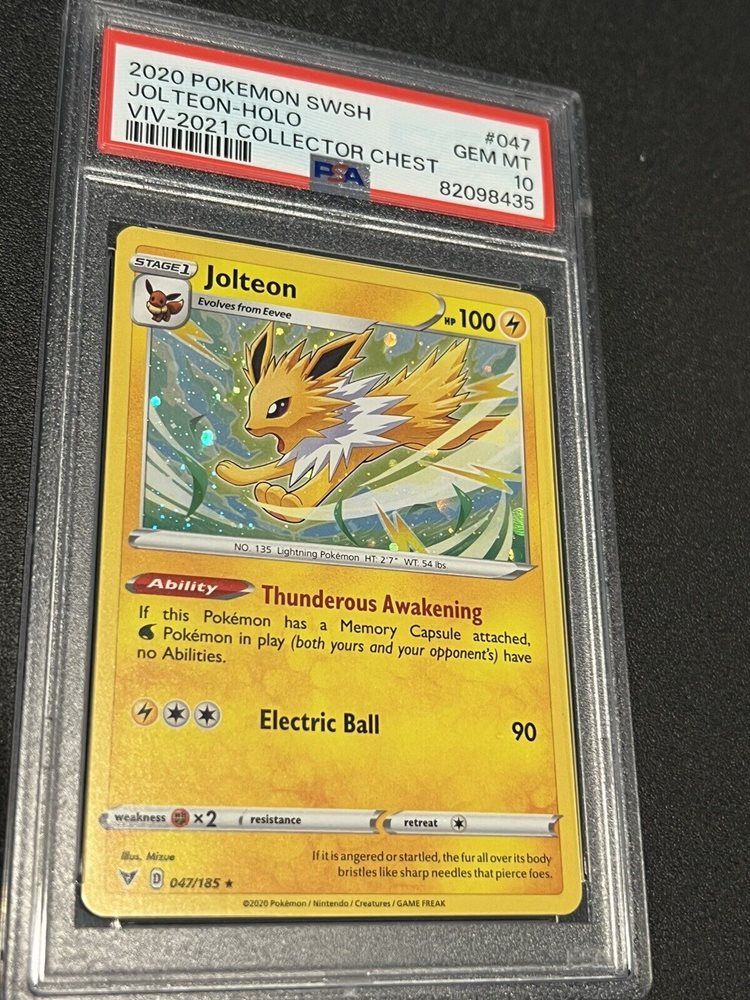 2020 POKEMON SWSH #047
JOLTEON-HOLO GEM MT
VIV-2021 COLLECTOR CHEST 10
PSA 82098435
STAGE 1 Jolteon HP 100
Evolves from Eevee
NO. 135 Lightning Pokémon HT: 2'7" WT: 54 lbs
Ability Thunderous Awakening
If this Pokémon has a Memory Capsule attached,
Pokémon in play (both yours and your opponent's) have
no Abilities.
Electric Ball 90
weakness ×2 resistance retreat
Illus. Mizue
If it is angered or startled, the fur all over its body
bristles like sharp needles that pierce foes.
D 047/185 ★
©2020 Pokémon / Nintendo / Creatures / GAME FREAK